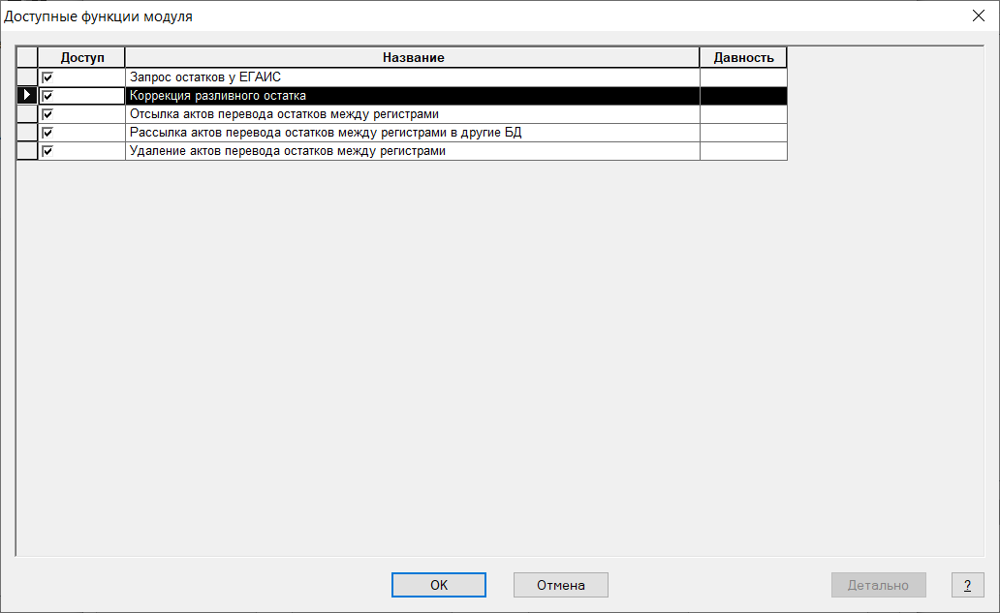 Доступные функции модуля
Доступ Название Давность
Запрос остатков у ЕГАИС
Коррекция разливного остатка
Отсылка актов перевода остатков между регистрами
Рассылка актов перевода остатков между регистрами в другие БД
Удаление актов перевода остатков между регистрами
OK Отмена Детально ?